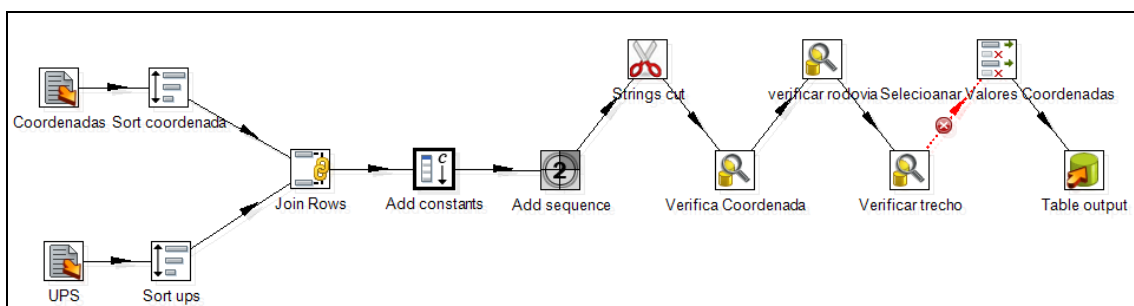 Coordenadas
Sort coordenada
UPS
Sort ups
Join Rows
C
Add constants
2
Add sequence
Strings cut
Verifica Coordenada
verificar rodovia
Verificar trecho
Selecioanar Valores Coordenadas
Table output